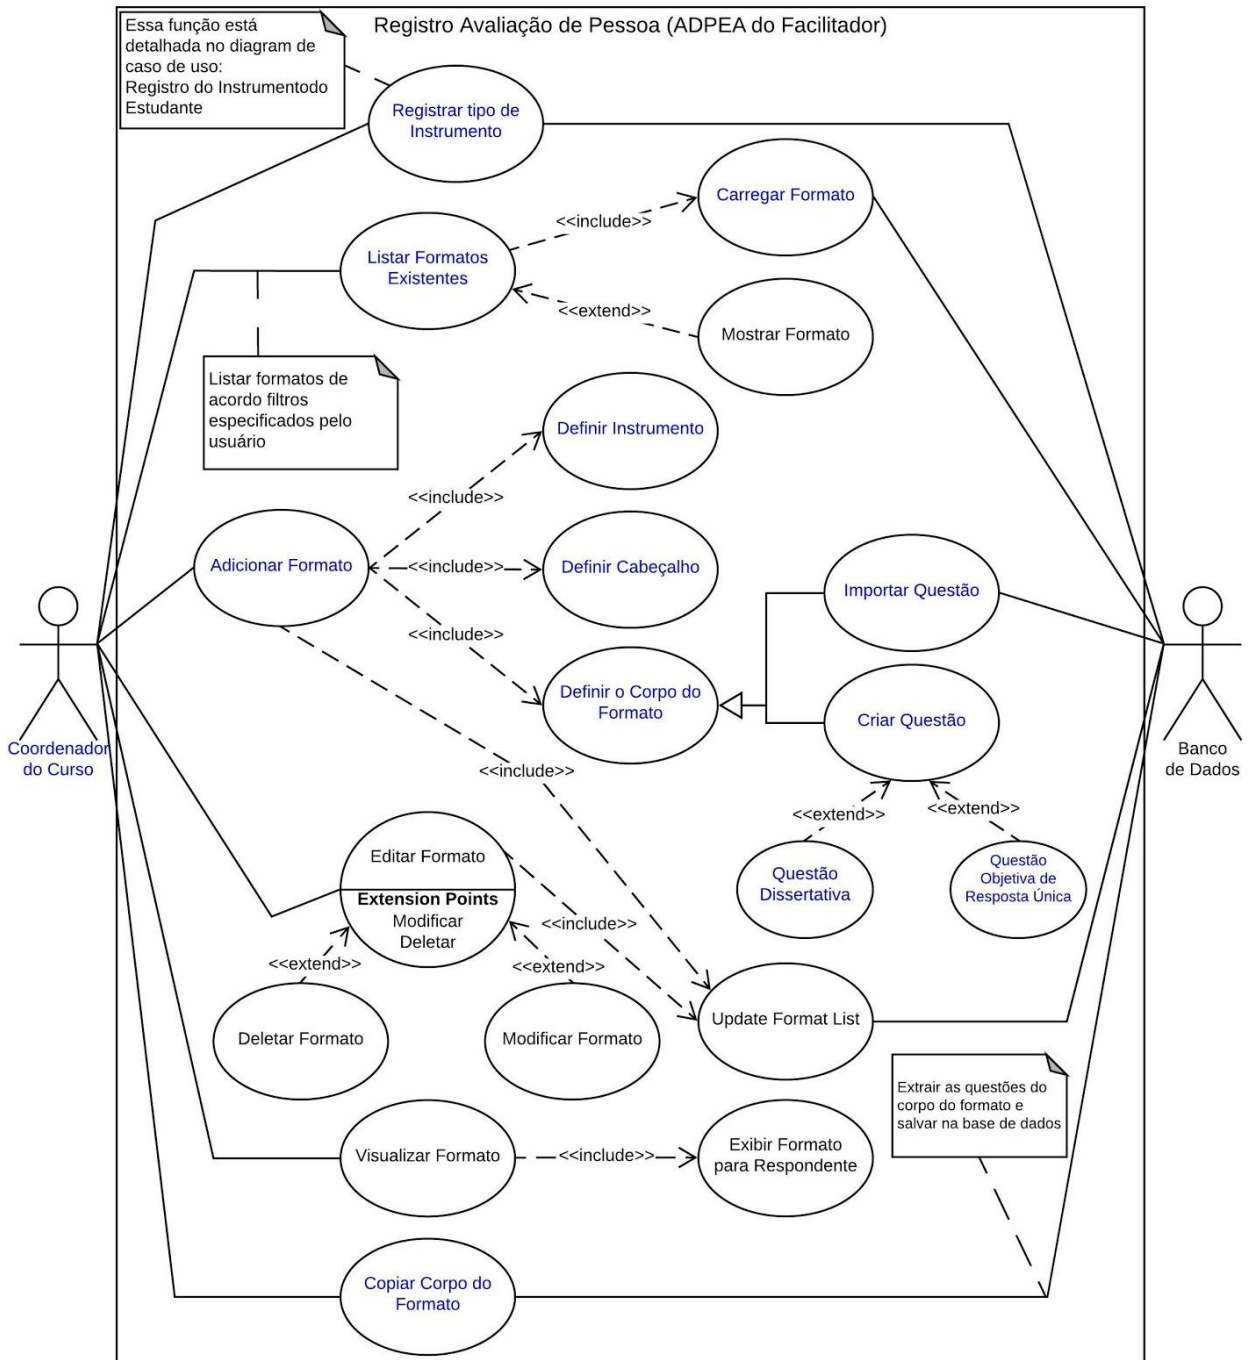 Essa função está
detalhada no diagram de
caso de uso:
Registro do Instrumentodo
Estudante
Registro Avaliação de Pessoa (ADPEA do Facilitador)
Registrar tipo de
Instrumento
Carregar Formato
<<include>>
Listar Formatos
Existentes
<<extend>>
Mostrar Formato
Listar formatos de
acordo filtros
especificados pelo
usuário
Definir Instrumento
<<include>>
Adicionar Formato
<<include>>
Definir Cabeçalho
Importar Questão
<<include>>
Definir o Corpo do
Formato
Criar Questão
Coordenador
do Curso
Banco
de Dados
<<include>>
<<extend>>
<<extend>>
Editar Formato
Extension Points
Modificar
Deletar
Questão
Dissertativa
Questão
Objetiva de
Resposta Única
<<include>>
<<extend>>
<<extend>>
Deletar Formato
Modificar Formato
Update Format List
Extrair as questões do
corpo do formato e
salvar na base de dados
Visualizar Formato
<<include>>
Exibir Formato
para Respondente
Copiar Corpo do
Formato